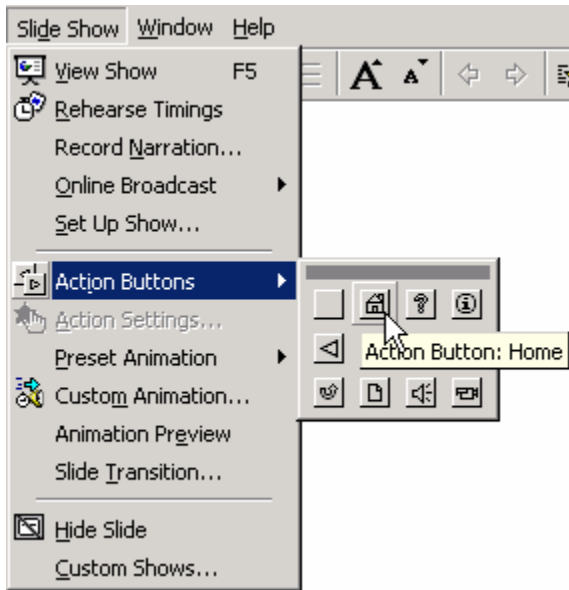 Slide Show Window Help
View Show F5
Rehearse Timings
Record Narration...
Online Broadcast
Set Up Show...
Action Buttons
Action Settings...
Action Button: Home
Preset Animation
Custom Animation...
Animation Preview
Slide Transition...
Hide Slide
Custom Shows...